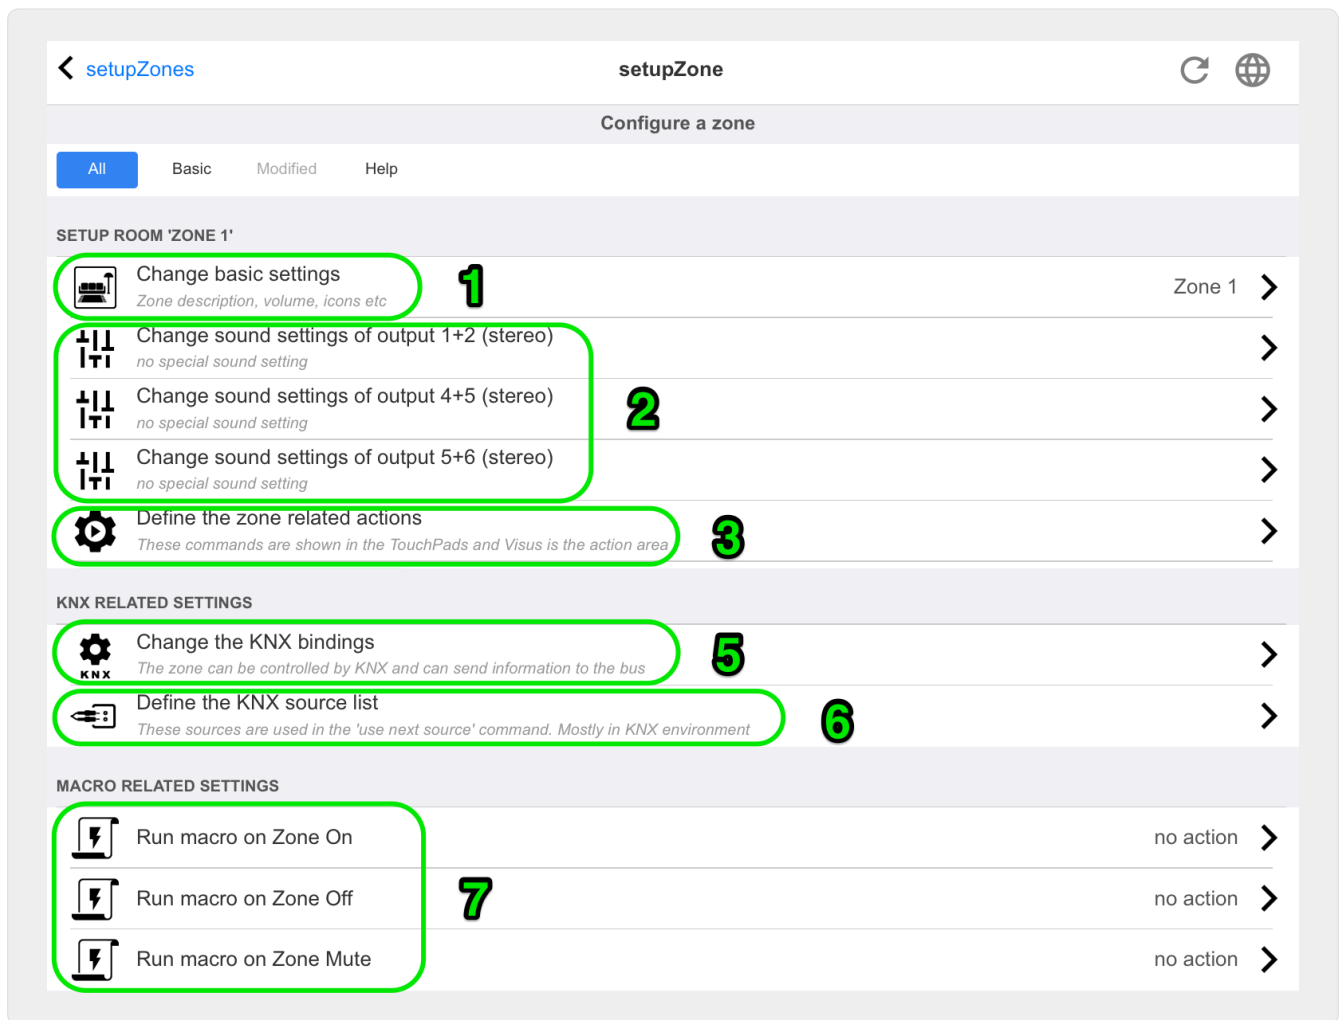 setupZones
setupZone
Configure a zone
All
Basic
Modified
Help
SETUP ROOM 'ZONE 1'
Change basic settings
Zone description, volume, icons etc
1
Zone 1
Change sound settings of output 1+2 (stereo)
no special sound setting
Change sound settings of output 4+5 (stereo)
no special sound setting
2
Change sound settings of output 5+6 (stereo)
no special sound setting
Define the zone related actions
These commands are shown in the TouchPads and Visus is the action area
3
KNX RELATED SETTINGS
KNX
Change the KNX bindings
The zone can be controlled by KNX and can send information to the bus
5
Define the KNX source list
These sources are used in the 'use next source' command. Mostly in KNX environment
6
MACRO RELATED SETTINGS
Run macro on Zone On
no action
Run macro on Zone Off
7
no action
Run macro on Zone Mute
no action